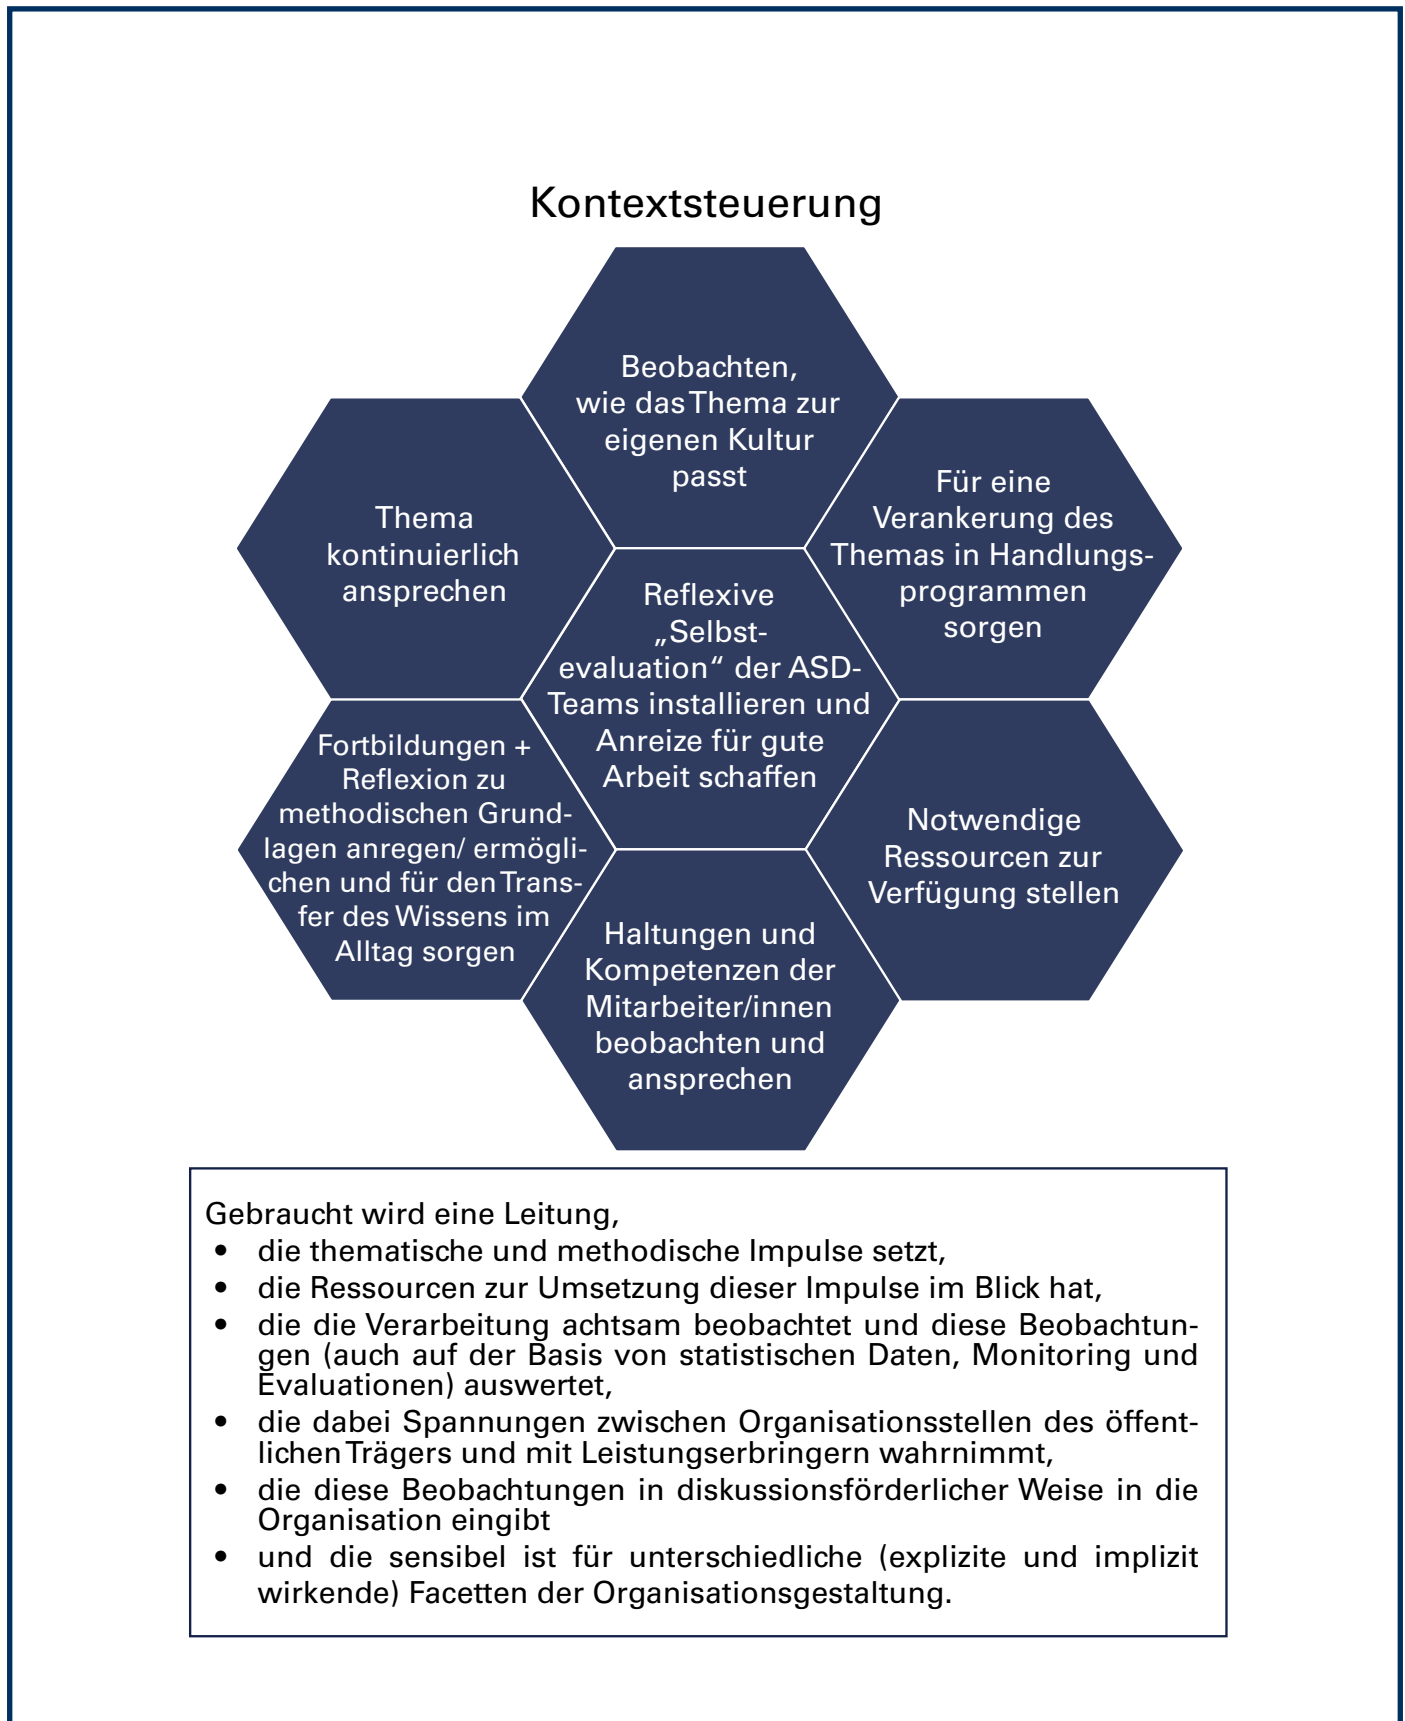 Kontextsteuerung
Beobachten,
wie das Thema zur
eigenen Kultur
passt
Thema
kontinuierlich
ansprechen
Für eine
Verankerung des
Themas in Handlungs-
programmen
sorgen
Reflexive
„Selbst-
evaluation“ der ASD-
Teams installieren und
Anreize für gute
Arbeit schaffen
Fortbildungen +
Reflexion zu
methodischen Grund-
lagen anregen/ ermögli-
chen und für den Trans-
fer des Wissens im
Alltag sorgen
Notwendige
Ressourcen zur
Verfügung stellen
Haltungen und
Kompetenzen der
Mitarbeiter/innen
beobachten und
ansprechen
Gebraucht wird eine Leitung,
• die thematische und methodische Impulse setzt,
• die Ressourcen zur Umsetzung dieser Impulse im Blick hat,
• die die Verarbeitung achtsam beobachtet und diese Beobachtun-
gen (auch auf der Basis von statistischen Daten, Monitoring und
Evaluationen) auswertet,
• die dabei Spannungen zwischen Organisationsstellen des öffent-
lichen Trägers und mit Leistungserbringern wahrnimmt,
• die diese Beobachtungen in diskussionsförderlicher Weise in die
Organisation eingibt
• und die sensibel ist für unterschiedliche (explizite und implizit
wirkende) Facetten der Organisationsgestaltung.